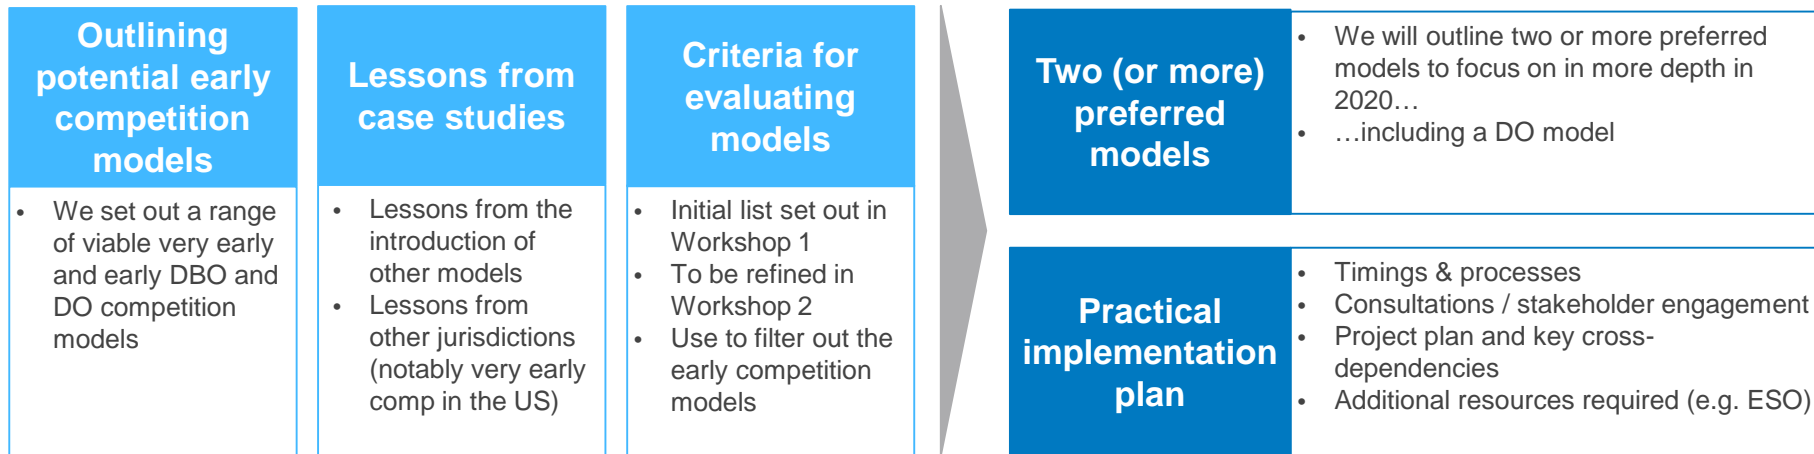 Outlining
potential early
competition
models
• We set out a range
of viable very early
and early DBO and
DO competition
models
Lessons from
case studies
• Lessons from the
introduction of
other models
• Lessons from
other jurisdictions
(notably very early
comp in the US)
Criteria for
evaluating
models
• Initial list set out in
Workshop 1
• To be refined in
Workshop 2
• Use to filter out the
early competition
models
Two (or more)
preferred
models
• We will outline two or more preferred
models to focus on in more depth in
2020…
• …including a DO model
Practical
implementation
plan
• Timings & processes
• Consultations / stakeholder engagement
• Project plan and key cross-
dependencies
• Additional resources required (e.g. ESO)